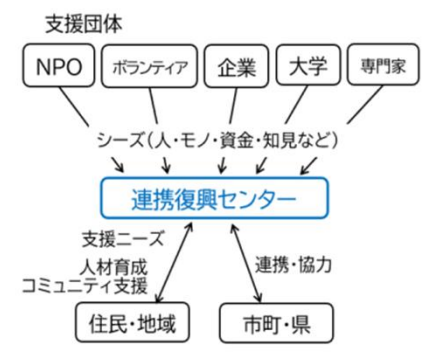 支援団体
NPO
ボランティア
企業
大学
専門家
シーズ(人・モノ・資金・知見など)
連携復興センター
支援ニーズ
人材育成
コミュニティ支援
連携・協力
住民・地域
市町・県